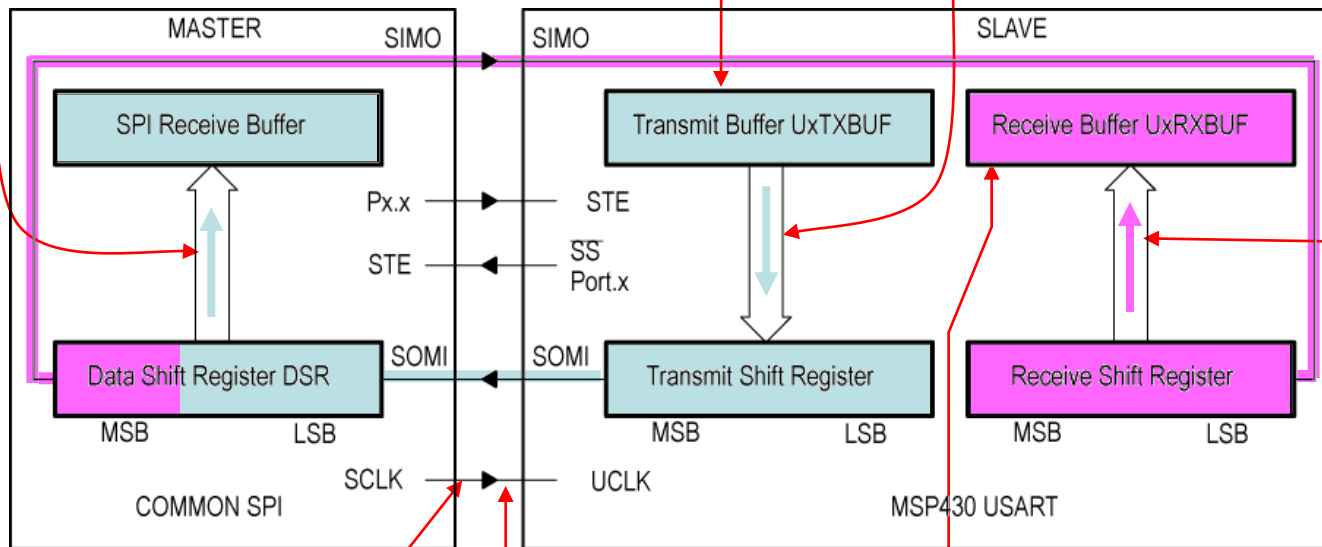 MASTER
SLAVE
SIMO
SIMO
SPI Receive Buffer
Transmit Buffer UxTXBUF
Receive Buffer UxRXBUF
Px.x
STE
STE
SS
Port.x
SOMI
SOMI
Data Shift Register DSR
Transmit Shift Register
Receive Shift Register
MSB
LSB
MSB
LSB
MSB
LSB
SCLK
UCLK
COMMON SPI
MSP430 USART